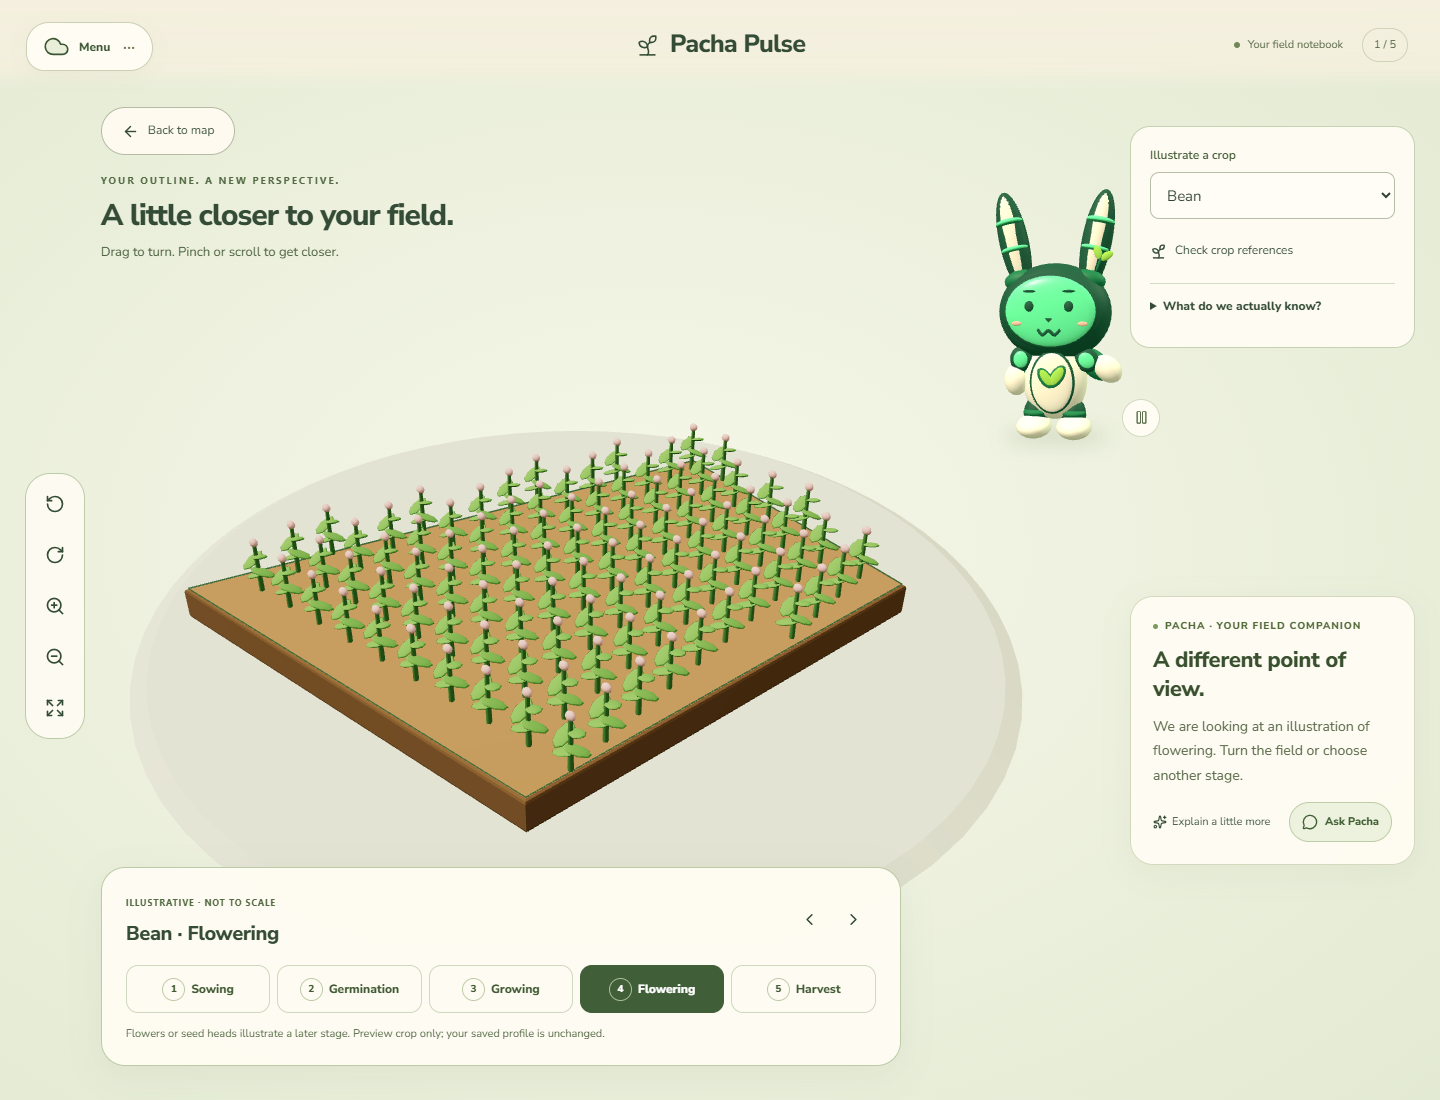 Menu ...
Pacha Pulse
Your field notebook
1 / 5
Back to map
YOUR OUTLINE. A NEW PERSPECTIVE.
A little closer to your field.
Drag to turn. Pinch or scroll to get closer.
Illustrate a crop
Bean
Check crop references
What do we actually know?
PACHA · YOUR FIELD COMPANION
A different point of
view.
We are looking at an illustration of
flowering. Turn the field or choose
another stage.
Explain a little more
Ask Pacha
ILLUSTRATIVE · NOT TO SCALE
Bean · Flowering
1 Sowing
2 Germination
3 Growing
4 Flowering
5 Harvest
Flowers or seed heads illustrate a later stage. Preview crop only; your saved profile is unchanged.